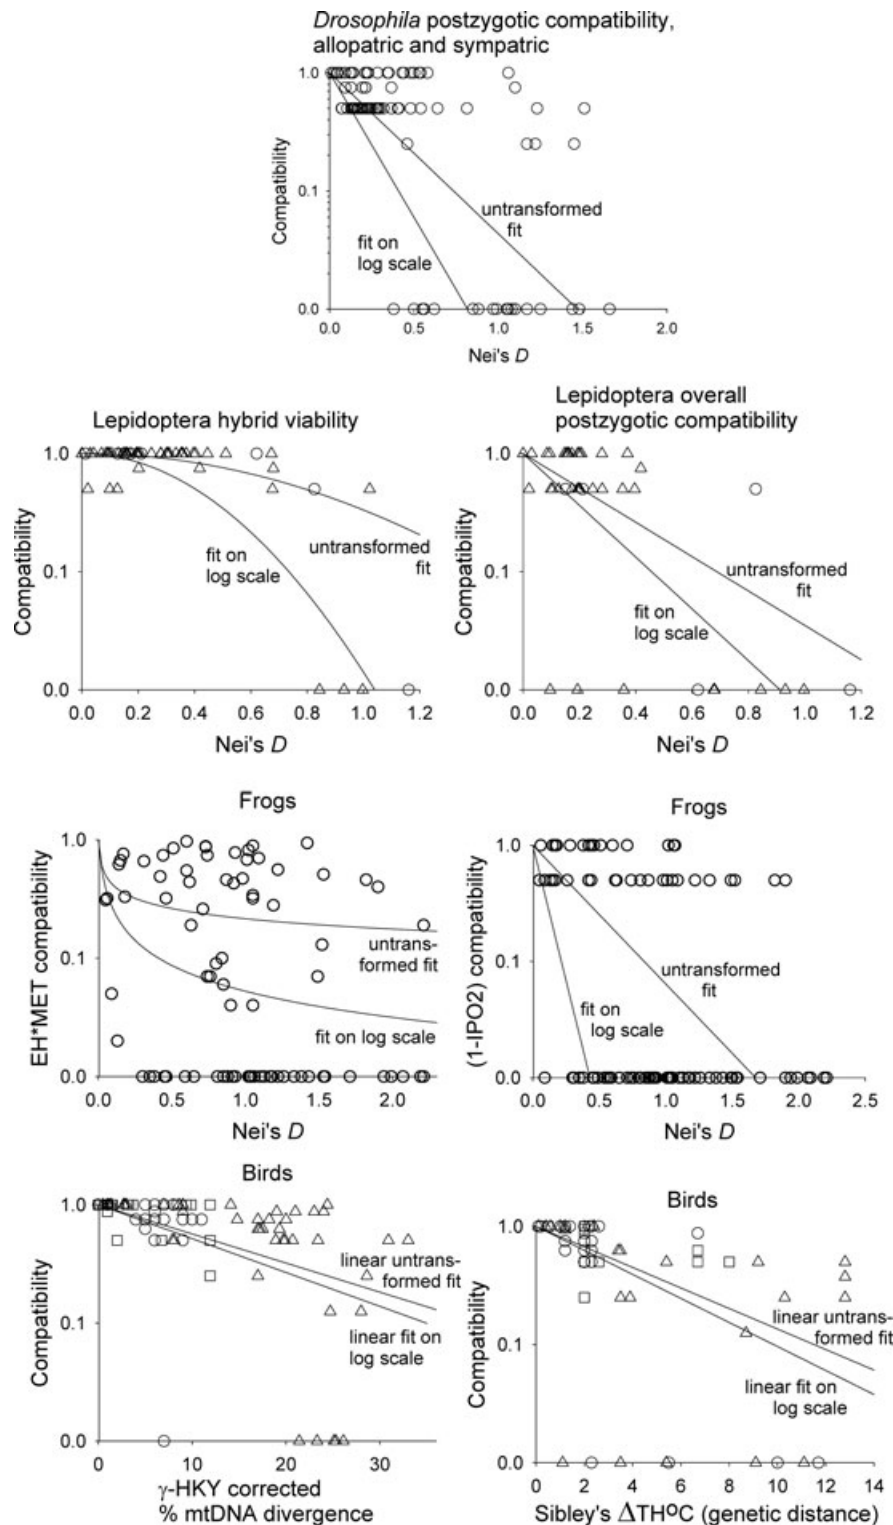 Drosophila postzygotic compatibility,
allopatric and sympatric
1.0
0.1
0.0
Compatibility
untransformed
fit
fit on
log scale
0.0 0.5 1.0 1.5 2.0
Nei's D
Lepidoptera hybrid viability
1.0
0.1
0.0
Compatibility
fit on
log scale
untransformed
fit
0.0 0.2 0.4 0.6 0.8 1.0 1.2
Nei's D
Lepidoptera overall
postzygotic compatibility
1.0
0.1
0.0
Compatibility
untransformed
fit
fit on
log scale
0.0 0.2 0.4 0.6 0.8 1.0 1.2
Nei's D
Frogs
1.0
0.1
0.0
EH*MET compatibility
untrans-
formed fit
fit on log scale
0.0 0.5 1.0 1.5 2.0
Nei's D
Frogs
1.0
0.1
0.0
(1-IPO2) compatibility
untransformed
fit
fit on
log scale
0.0 0.5 1.0 1.5 2.0 2.5
Nei's D
Birds
1.0
0.1
0.0
Compatibility
linear untrans-
formed fit
linear fit on
log scale
0 10 20 30
γ-HKY corrected
% mtDNA divergence
Birds
1.0
0.1
0.0
Compatibility
linear untrans-
formed fit
linear fit on
log scale
0 2 4 6 8 10 12 14
Sibley's ΔTHºC (genetic distance)